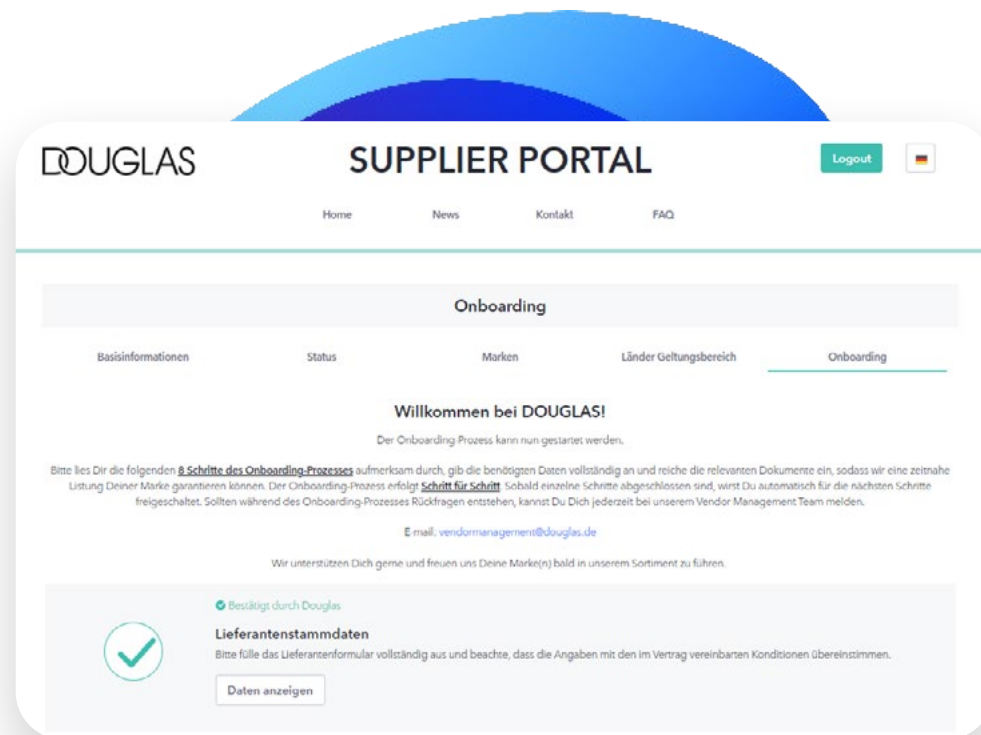 DOUGLAS
SUPPLIER PORTAL
Logout
Home
News
Kontakt
FAQ
Onboarding
Basisinformationen
Status
Marken
Länder Geltungsbereich
Onboarding
Willkommen bei DOUGLAS!
Der Onboarding-Prozess kann nun gestartet werden.
Bitte lies Dir die folgenden 8 Schritte des Onboarding-Prozesses aufmerksam durch, gib die benötigten Daten vollständig an und reiche die relevanten Dokumente ein, sodass wir eine zeitnahe
Listung Deiner Marke garantieren können. Der Onboarding-Prozess erfolgt Schritt für Schritt. Sobald einzelne Schritte abgeschlossen sind, wirst Du automatisch für die nächsten Schritte
freigeschaltet. Sollten während des Onboarding-Prozesses Rückfragen entstehen, kannst Du Dich jederzeit bei unserem Vendor Management Team melden.
E-mail: vendormanagement@douglas.de
Wir unterstützen Dich gerne und freuen uns Deine Marke(n) bald in unserem Sortiment zu führen.
Bestätigt durch Douglas
Lieferantenstammdaten
Bitte fülle das Lieferantenformular vollständig aus und beachte, dass die Angaben mit den im Vertrag vereinbarten Konditionen übereinstimmen.
Daten anzeigen